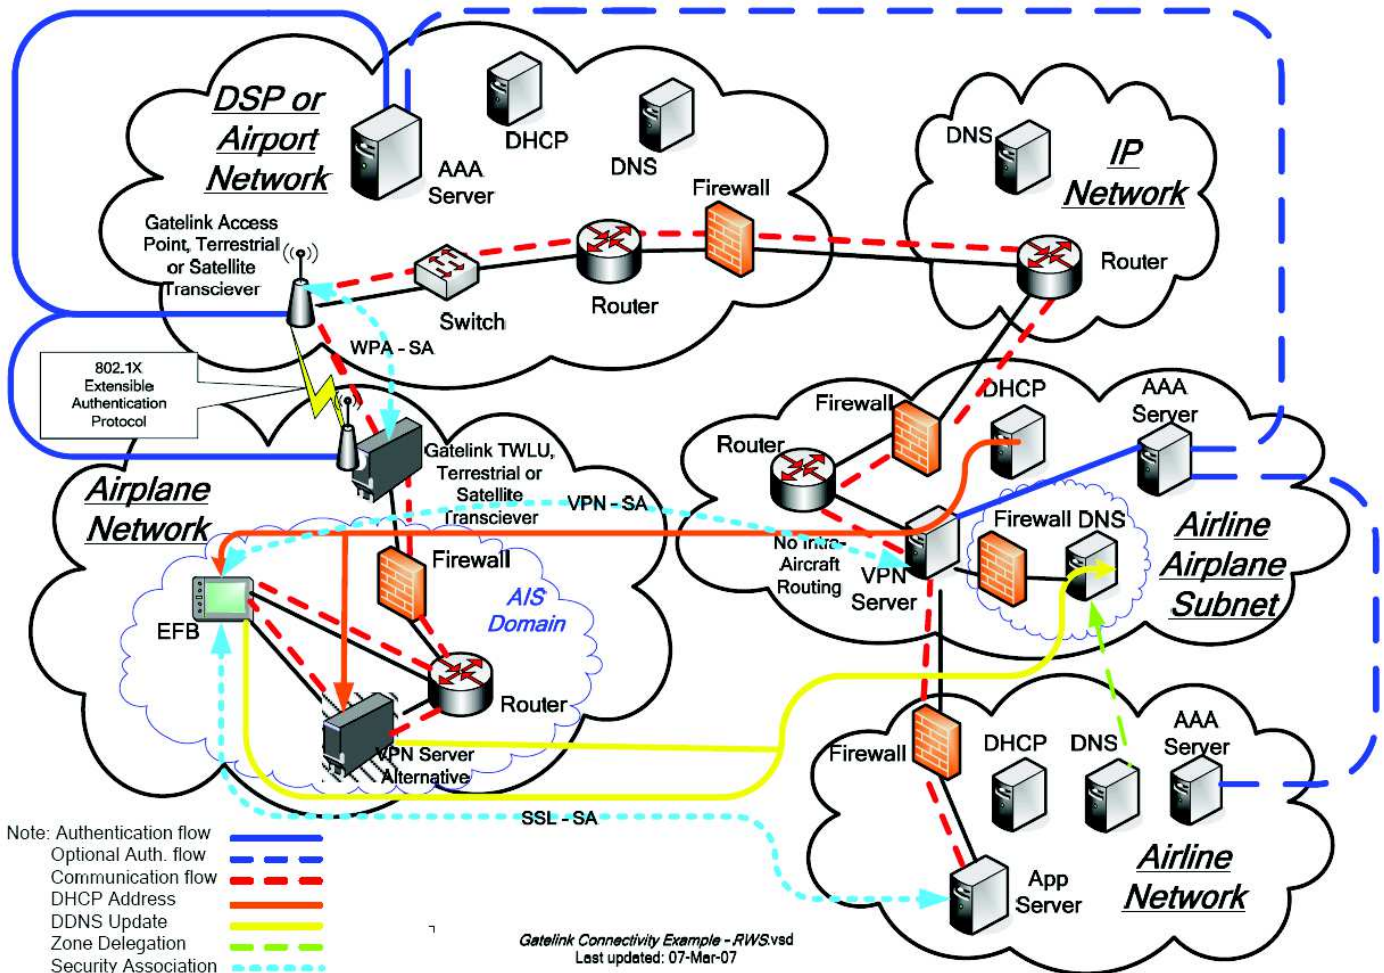 DSP or
Airport
Network
AAA
Server
DHCP
DNS
Firewall
Gatelink Access
Point, Terrestrial
or Satellite
Transciever
Switch
Router
DNS
IP
Network
Router
WPA - SA
802.1X
Extensible
Authentication
Protocol
Gatelink TWLU,
Terrestrial or
Satellite
Transciever
Airplane
Network
VPN - SA
Firewall
AIS
Domain
EFB
Router
VPN Server
Alternative
Firewall
DHCP
AAA
Server
Router
No Intra-
Aircraft
Routing
VPN
Server
Firewall
DNS
Airline
Airplane
Subnet
Firewall
DHCP
DNS
AAA
Server
App
Server
Airline
Network
SSL - SA
Note: Authentication flow
Optional Auth. flow
Communication flow
DHCP Address
DDNS Update
Zone Delegation
Security Association
Gatelink Connectivity Example - RWS.vsd
Last updated: 07-Mar-07